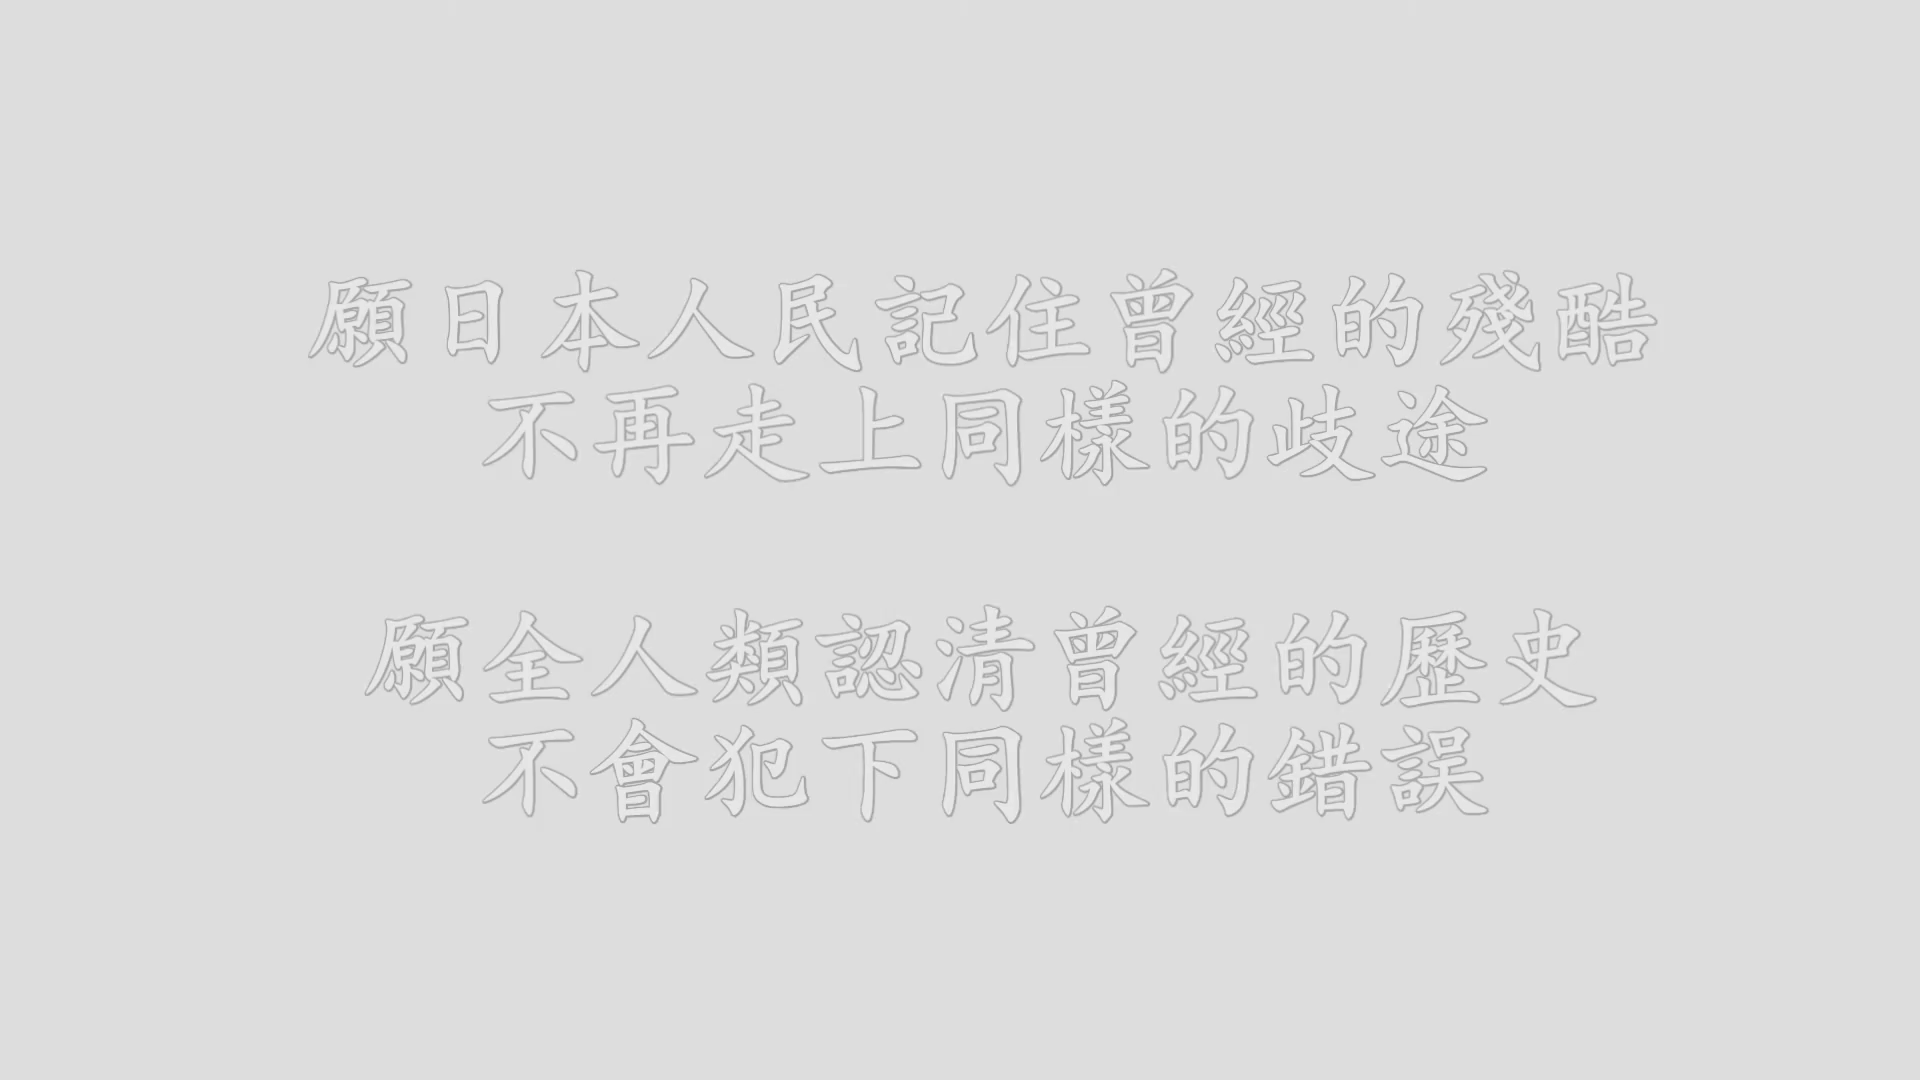 願日本人民記住曾經的殘酷
不再走上同樣的歧途
願全人類認清曾經的歷史
不會犯下同樣的錯誤